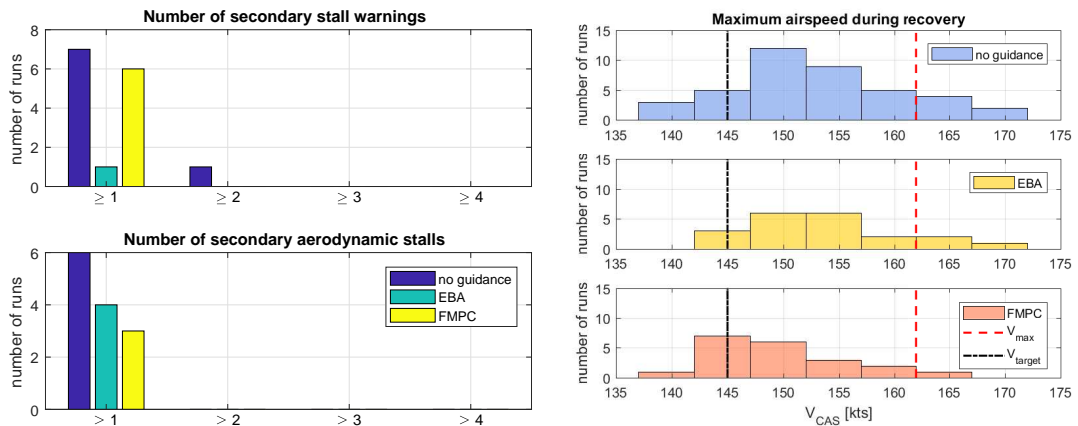 Number of secondary stall warnings
number of runs
8
6
4
2
0
≥ 1
≥ 2
≥ 3
≥ 4
Number of secondary aerodynamic stalls
number of runs
6
4
2
0
> 1
> 2
> 3
> 4
no guidance
EBA
FMPC
Maximum airspeed during recovery
number of runs
15
10
5
0
135 140 145 150 155 160 165 170 175
no guidance
number of runs
15
10
5
0
135 140 145 150 155 160 165 170 175
EBA
number of runs
15
10
5
0
135 140 145 150 155 160 165 170 175
FMPC
V_max
V_target
V_CAS [kts]